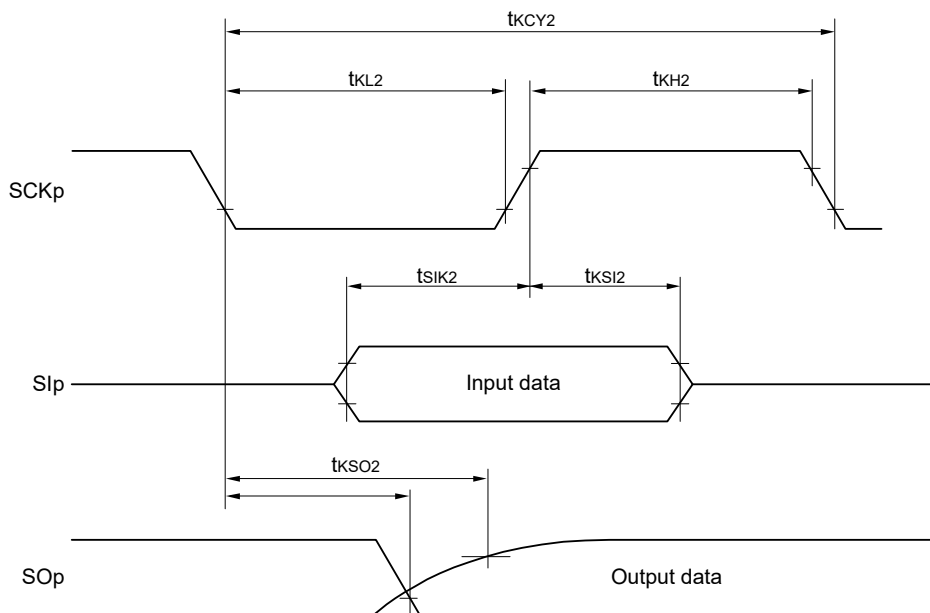 tKCY2
tKL2
tKH2
SCKp
tSIK2
tKSI2
SIp
Input data
tKSO2
SOp
Output data